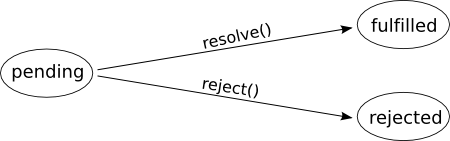 fulfilled
resolve()
pending
reject()
rejected